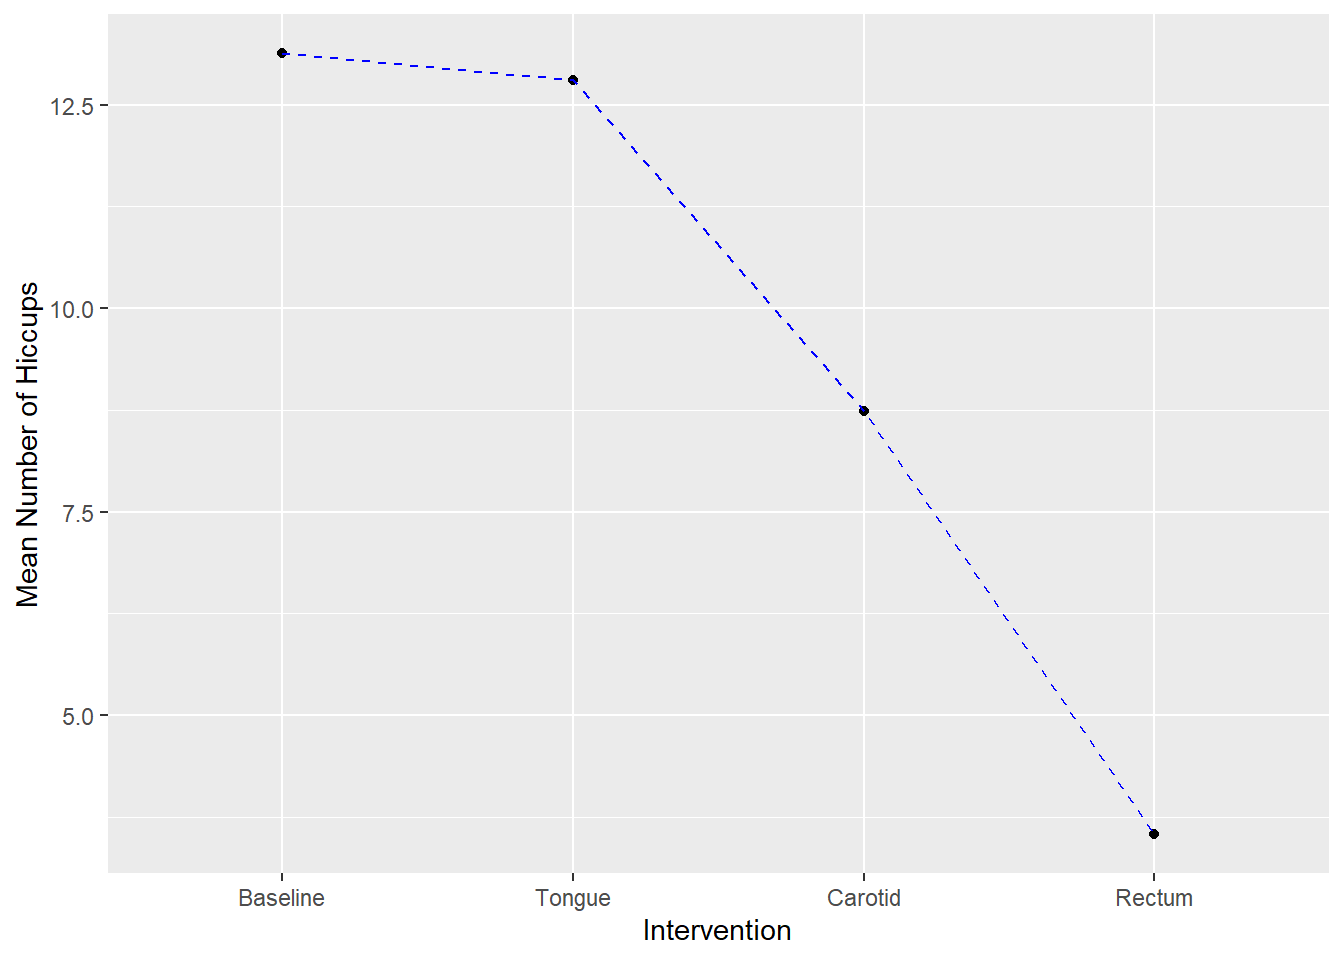 Mean Number of Hiccups
12.5
10.0
7.5
5.0
Baseline Tongue Carotid Rectum
Intervention